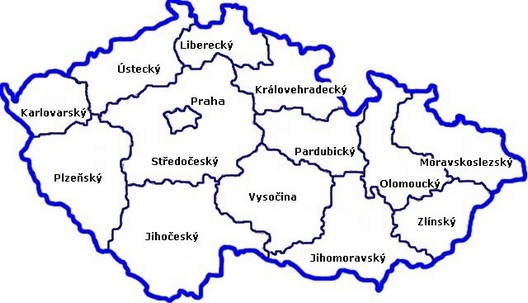 Liberecký
Ústecký
Královehradecký
Praha
Karlovarský
Pardubický
Středočeský
Moravskoslezský
Plzeňský
Olomoucký
Vysočina
Zlínský
Jihočeský
Jihomoravský